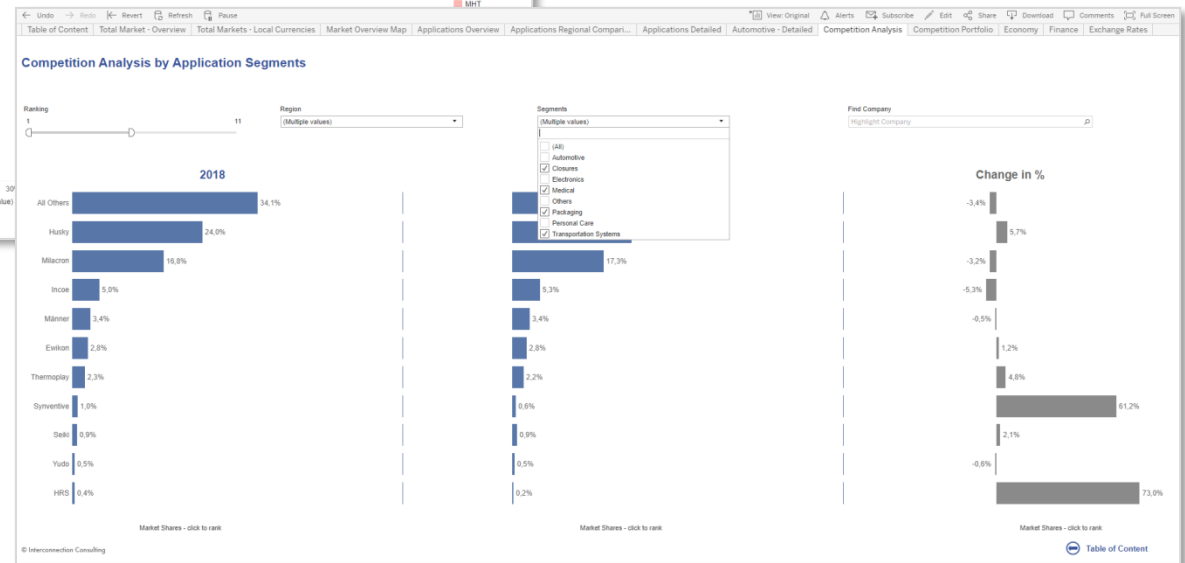 MHT
Undo Redo Revert Refresh Pause View: Original Alerts Subscribe Edit Share Download Comments Full Screen
Table of Content Total Market - Overview Total Markets - Local Currencies Market Overview Map Applications Overview Applications Regional Compari... Applications Detailed Automotive - Detailed Competition Analysis Competition Portfolio Economy Finance Exchange Rates
Competition Analysis by Application Segments
Ranking Region Segments Find Company
1 11 (Multiple values) (Multiple values) Highlight Company
(All)
Automotive
Closures
Electronics
Medical
Others
Packaging
Personal Care
Transportation Systems
2018 Change in %
All Others 34,1% -3,4%
Husky 24,0% 5,7%
Milacron 16,8% 17,3% -3,2%
Incoe 5,0% 5,3% -5,3%
Männer 3,4% 3,4% -0,5%
Ewikon 2,8% 2,8% 1,2%
Thermoplay 2,3% 2,2% 4,8%
Synventive 1,0% 0,6% 61,2%
Seiki 0,9% 0,9% 2,1%
Yudo 0,5% 0,5% -0,6%
HRS 0,4% 0,2% 73,0%
Market Shares - click to rank Market Shares - click to rank Market Shares - click to rank
© Interconnection Consulting Table of Content